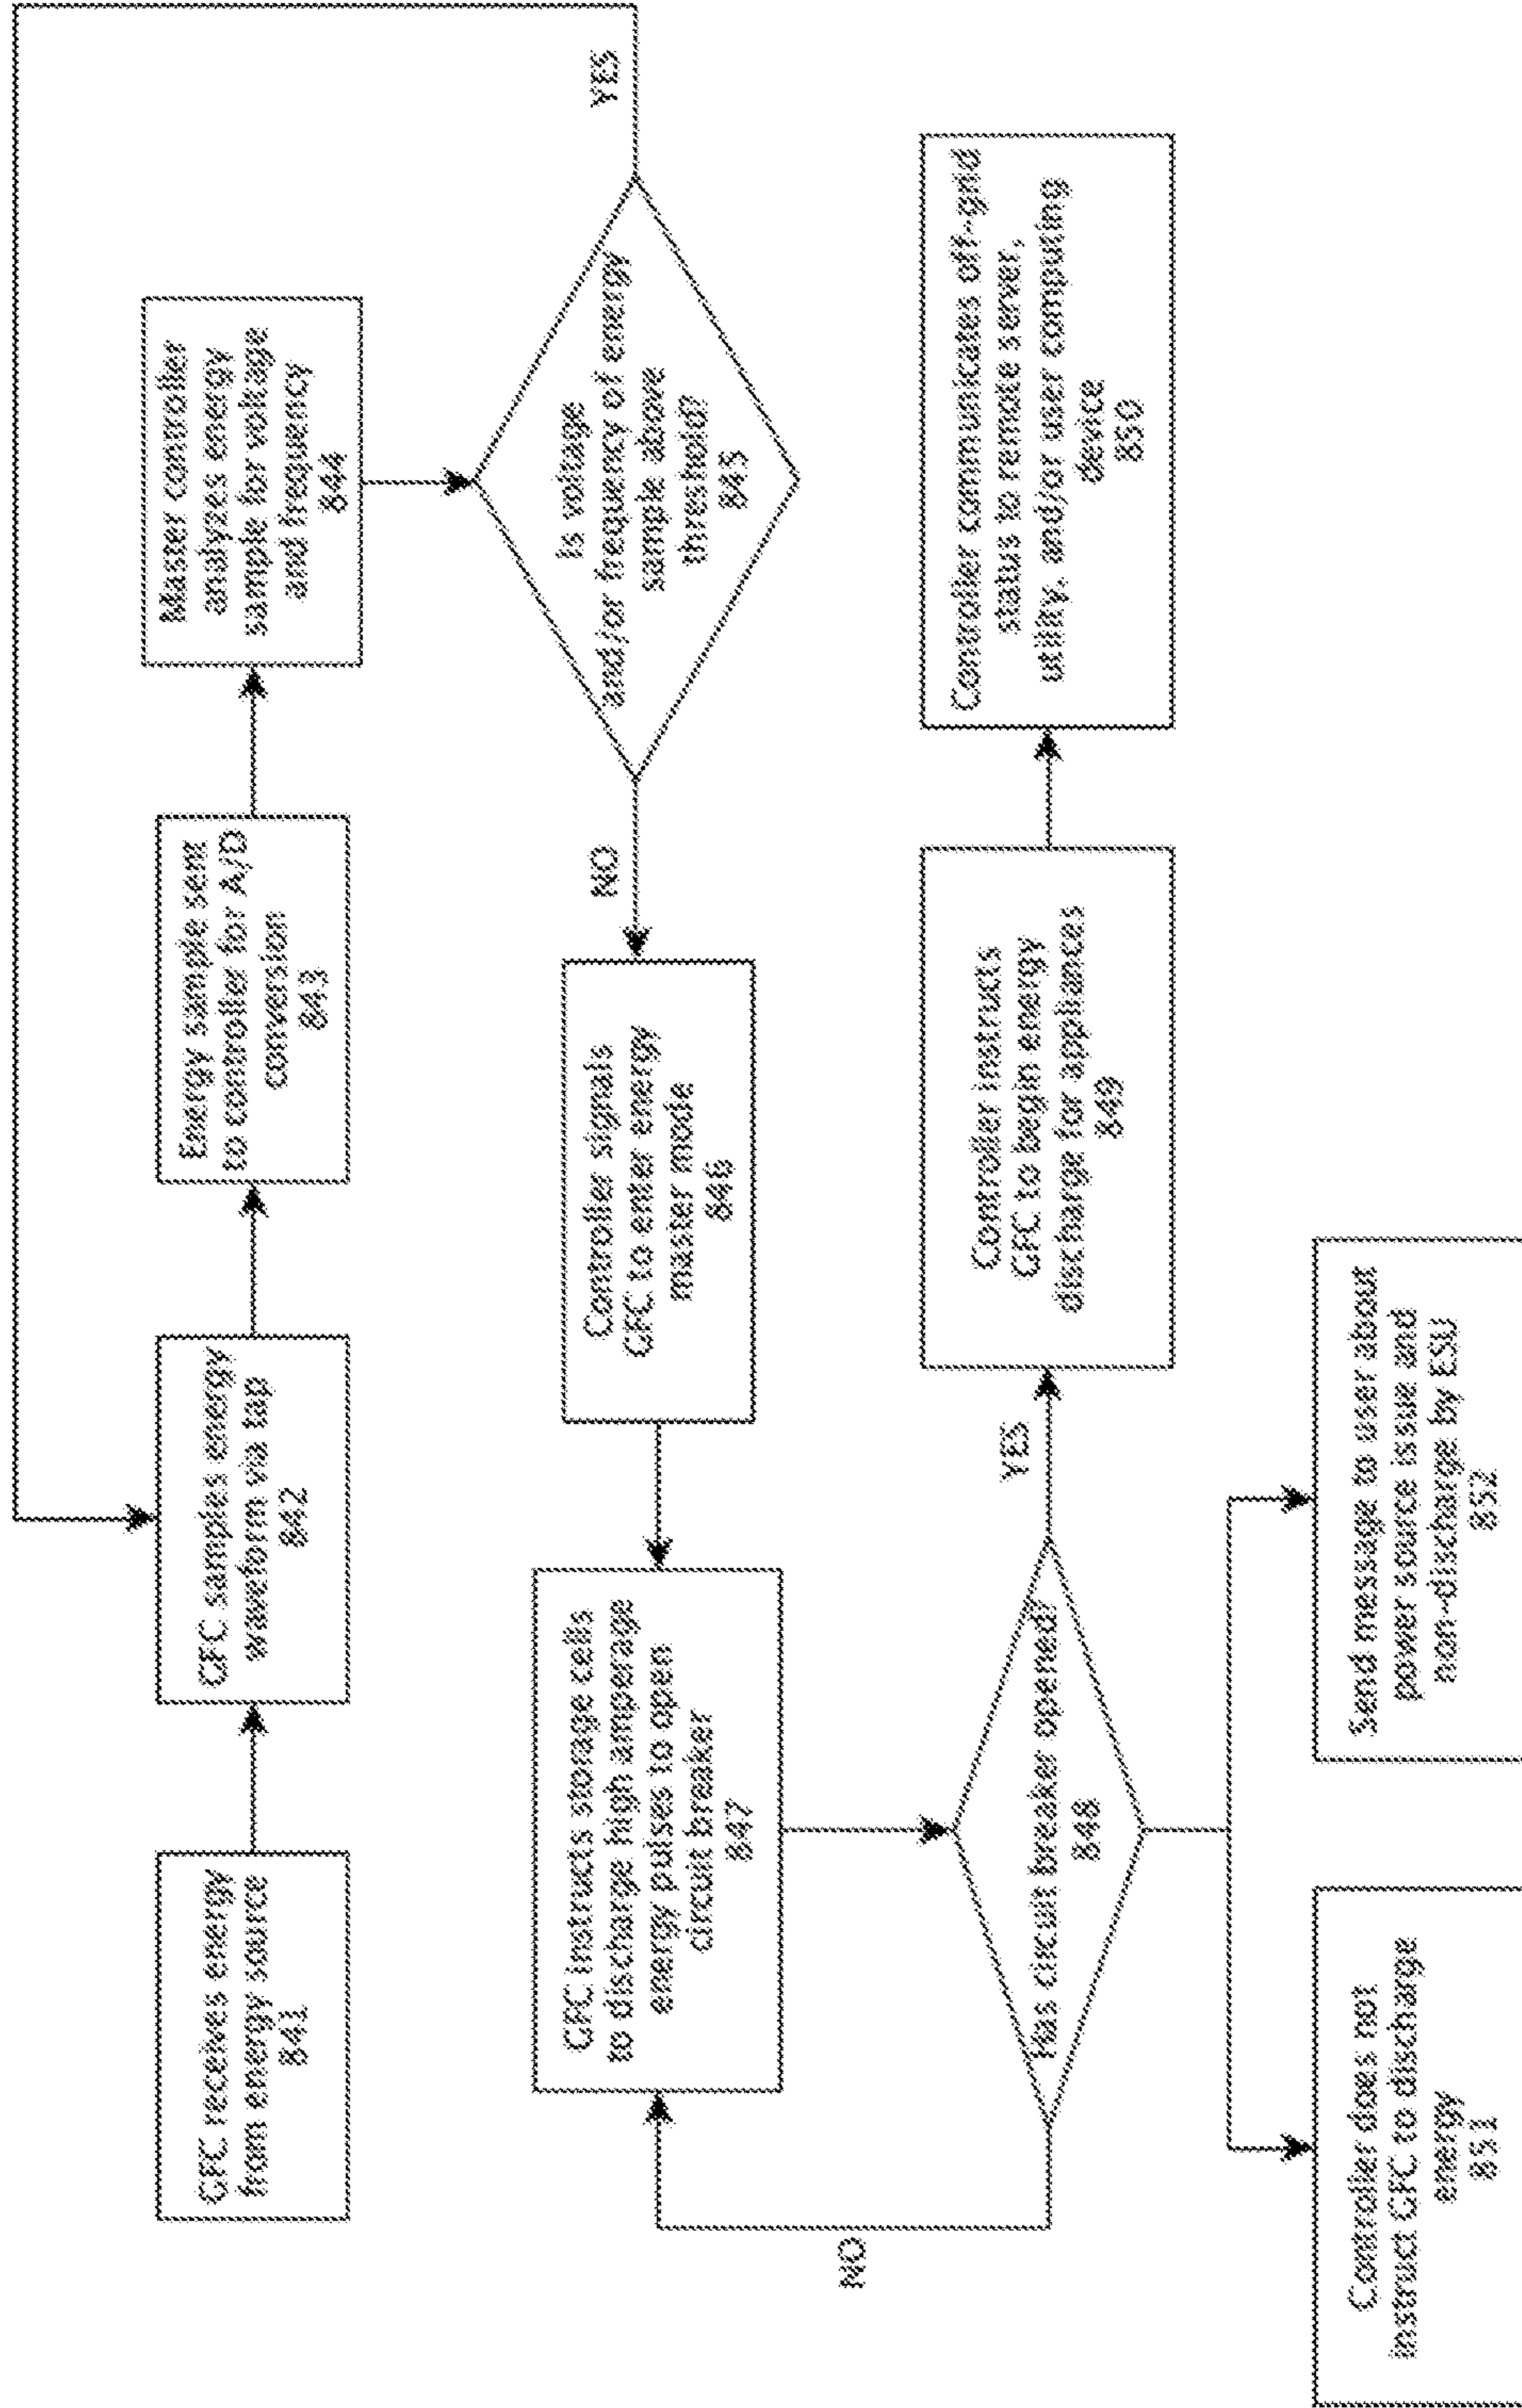 GFC receives energy
from energy source
841
GFC samples energy
waveform via tap
842
Energy sample sent
to controller for A/D
conversion
843
Master controller
analyzes energy
sample for voltage
and frequency
844
Is voltage
and/or frequency of energy
sample above
threshold?
845
YES
NO
Controller signals
GFC to enter energy
master mode
846
GFC instructs storage cells
to discharge high amperage
energy pulses to open
circuit breaker
847
Has circuit breaker opened?
848
NO
YES
Controller instructs
GFC to begin energy
discharge for appliances
849
Controller communicates off-grid
status to remote server,
utility, and/or user computing
device
850
Controller does not
instruct GFC to discharge
energy
851
Send message to user about
power source issue and
non-discharge by ESU
852